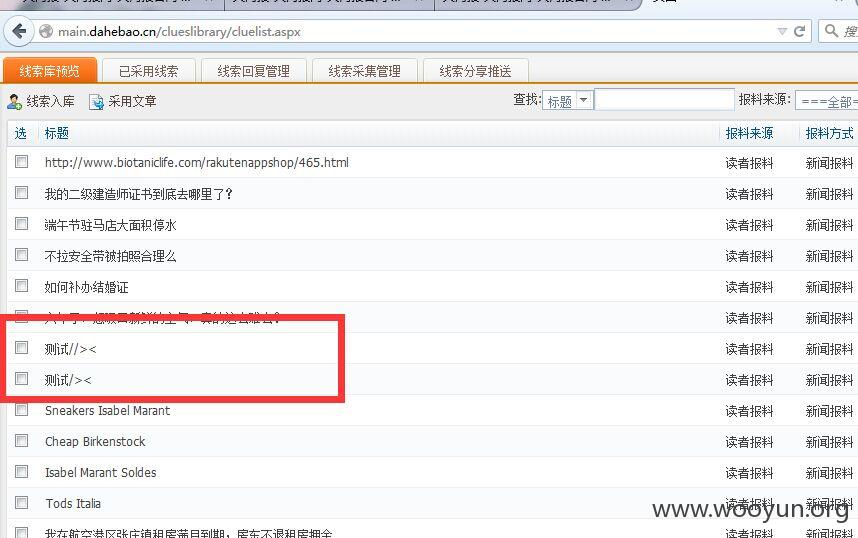 main.dahebao.cn/clueslibrary/cluelist.aspx
线索库预览 已采用线索 线索回复管理 线索采集管理 线索分享推送
线索入库 采用文章 查找: 标题 报料来源: ===全部=
选 标题 报料来源 报料方式
http://www.biotaniclife.com/rakutenappshop/465.html 读者报料 新闻报料
我的二级建造师证书到底去哪里了？ 读者报料 新闻报料
端午节驻马店大面积停水 读者报料 新闻报料
不拉安全带被拍照合理么 读者报料 新闻报料
如何补办结婚证 读者报料 新闻报料
读者报料 新闻报料
测试//>< 读者报料 新闻报料
测试/>< 读者报料 新闻报料
Sneakers Isabel Marant 读者报料 新闻报料
Cheap Birkenstock 读者报料 新闻报料
Isabel Marant Soldes 读者报料 新闻报料
Tods Italia 读者报料 新闻报料
我在航空港区张庄镇租房满日到期，房东不退租房押金 读者报料 新闻报料
www.wooyun.org